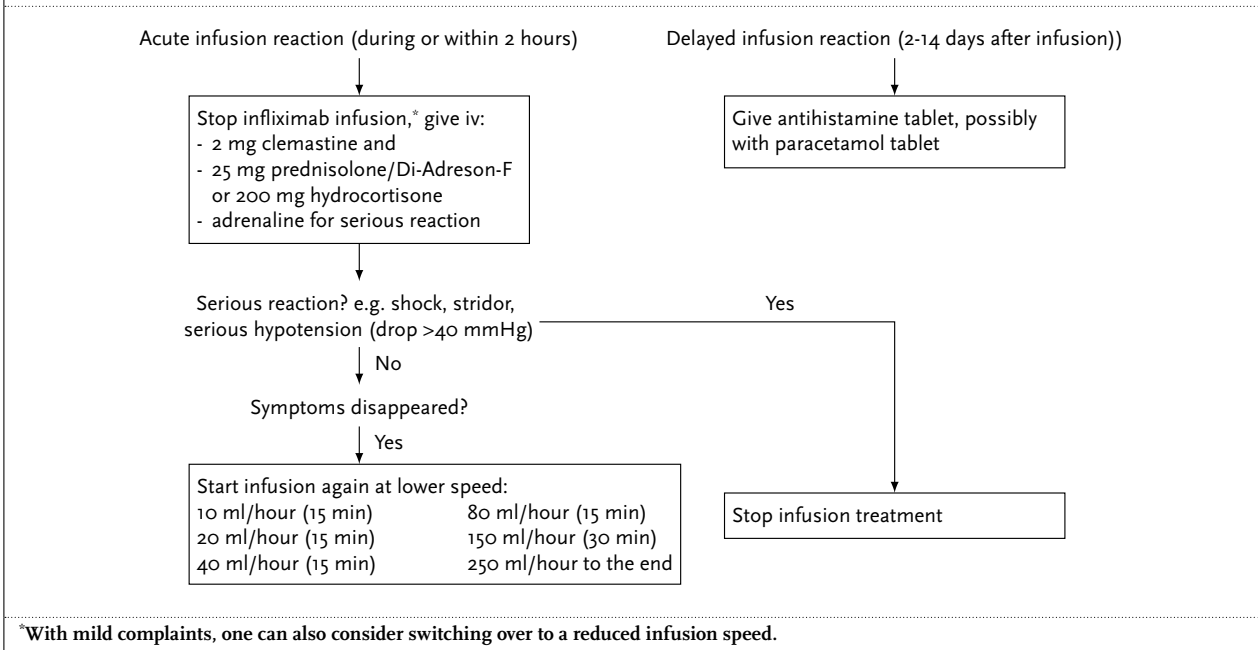 Acute infusion reaction (during or within 2 hours)
Delayed infusion reaction (2-14 days after infusion))
Stop infliximab infusion,* give iv:
- 2 mg clemastine and
- 25 mg prednisolone/Di-Adreson-F
or 200 mg hydrocortisone
- adrenaline for serious reaction
Give antihistamine tablet, possibly
with paracetamol tablet
Serious reaction? e.g. shock, stridor,
serious hypotension (drop >40 mmHg)
Yes
No
Symptoms disappeared?
Yes
Start infusion again at lower speed:
10 ml/hour (15 min) 80 ml/hour (15 min)
20 ml/hour (15 min) 150 ml/hour (30 min)
40 ml/hour (15 min) 250 ml/hour to the end
Stop infusion treatment
*With mild complaints, one can also consider switching over to a reduced infusion speed.